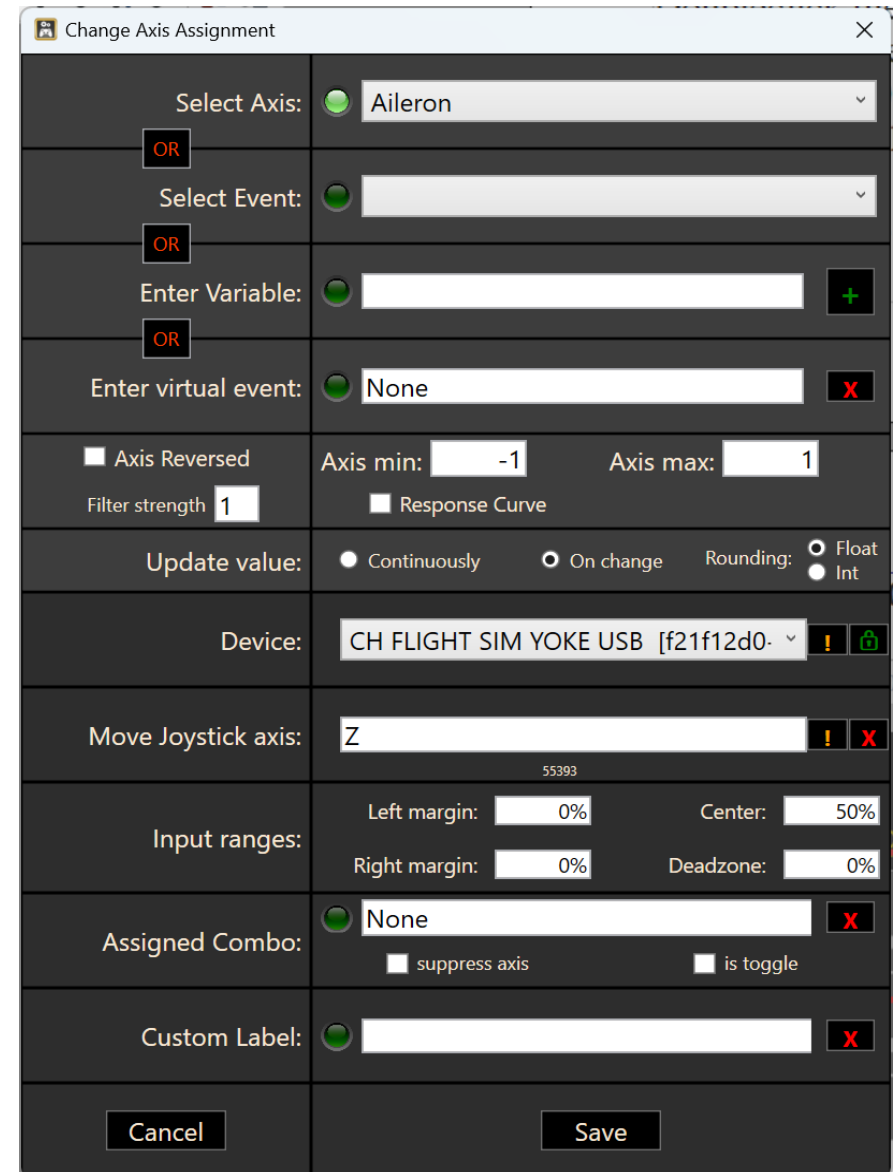 Change Axis Assignment
Select Axis: Aileron
OR
Select Event:
OR
Enter Variable: +
OR
Enter virtual event: None X
Axis Reversed Axis min: -1 Axis max: 1
Filter strength 1 Response Curve
Update value: Continuously On change Rounding: Float
Int
Device: CH FLIGHT SIM YOKE USB [f21f12d0- !
Move Joystick axis: Z ! X
55393
Input ranges: Left margin: 0% Center: 50%
Right margin: 0% Deadzone: 0%
Assigned Combo: None X
suppress axis is toggle
Custom Label: X
Cancel Save